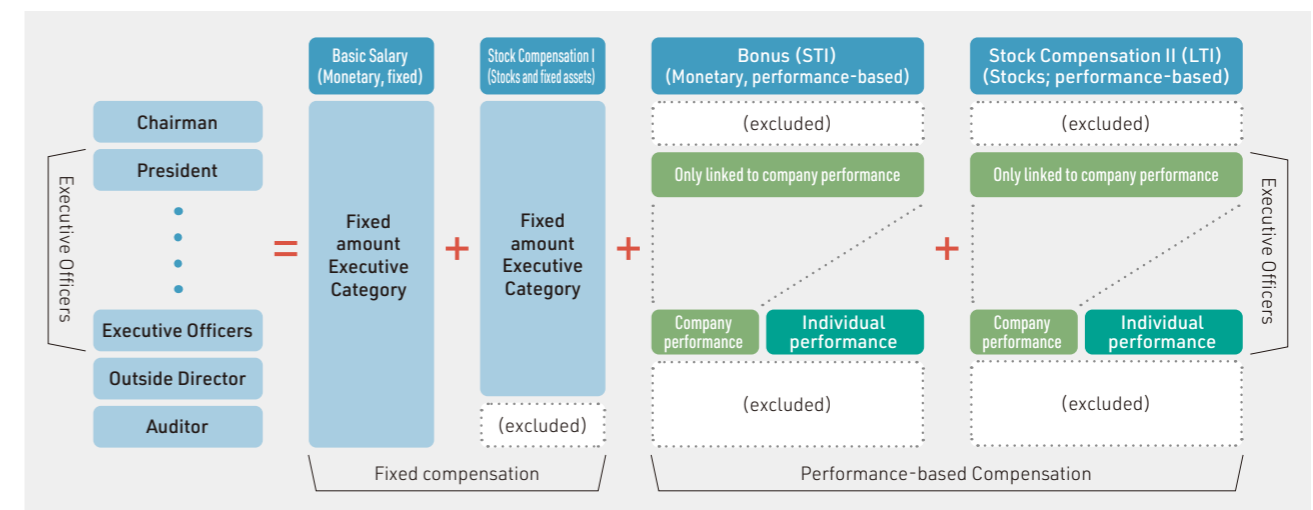 Basic Salary
(Monetary, fixed)
Stock Compensation I
(Stocks and fixed assets)
Bonus (STI)
(Monetary, performance-based)
Stock Compensation II (LTI)
(Stocks; performance-based)
Chairman
President
Executive Officers
Outside Director
Auditor
Executive Officers
=
Fixed
amount
Executive
Category
+
Fixed
amount
Executive
Category
(excluded)
+
(excluded)
Only linked to company performance
Company
performance
Individual
performance
(excluded)
+
(excluded)
Only linked to company performance
Company
performance
Individual
performance
(excluded)
Executive Officers
Fixed compensation
Performance-based Compensation